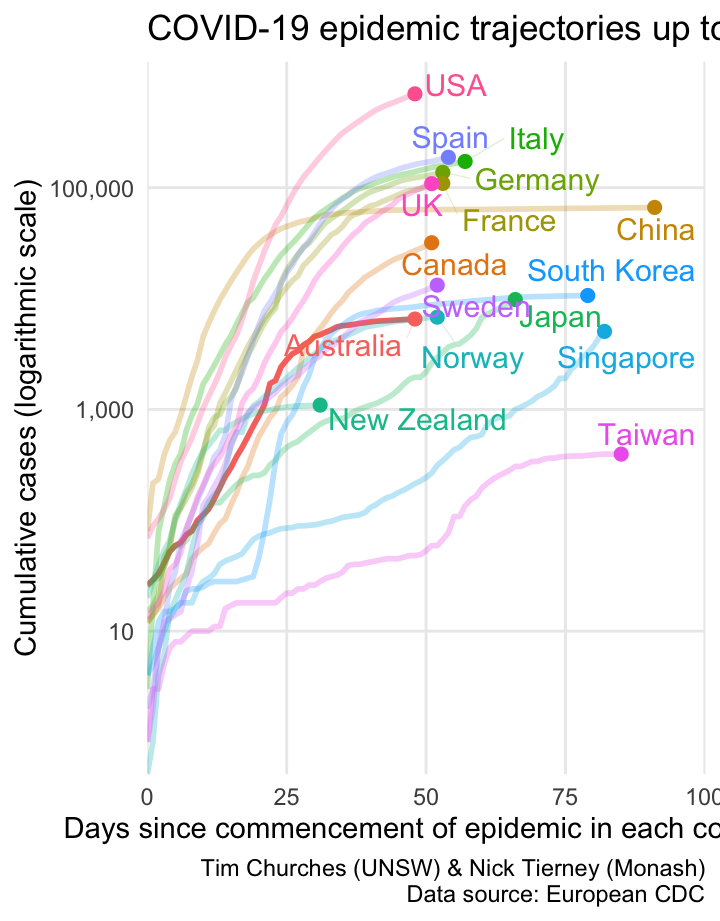 COVID-19 epidemic trajectories up to
USA
Spain
Italy
Germany
100,000
UK
France
China
Canada
South Korea
Sweden
Japan
Australia
Norway
Singapore
1,000
New Zealand
Taiwan
10
Cumulative cases (logarithmic scale)
0 25 50 75 100
Days since commencement of epidemic in each co
Tim Churches (UNSW) & Nick Tierney (Monash)
Data source: European CDC